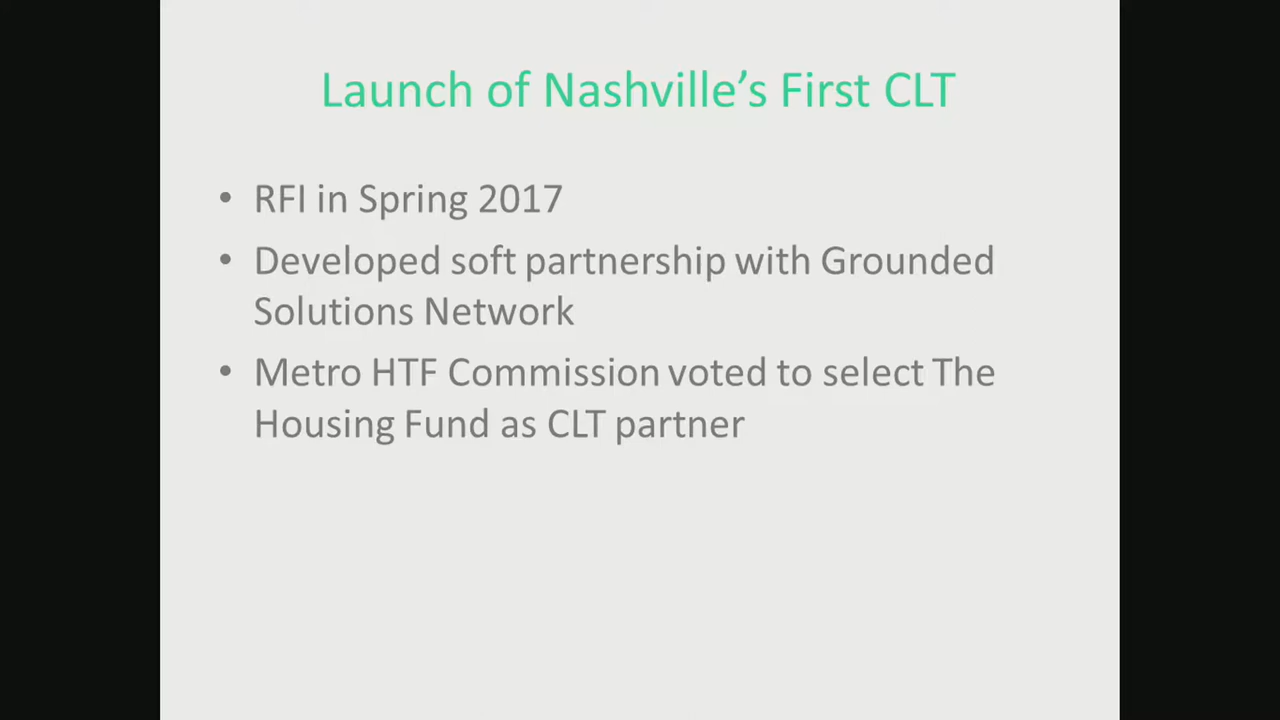 Launch of Nashville’s First CLT
• RFI in Spring 2017
• Developed soft partnership with Grounded
Solutions Network
• Metro HTF Commission voted to select The
Housing Fund as CLT partner